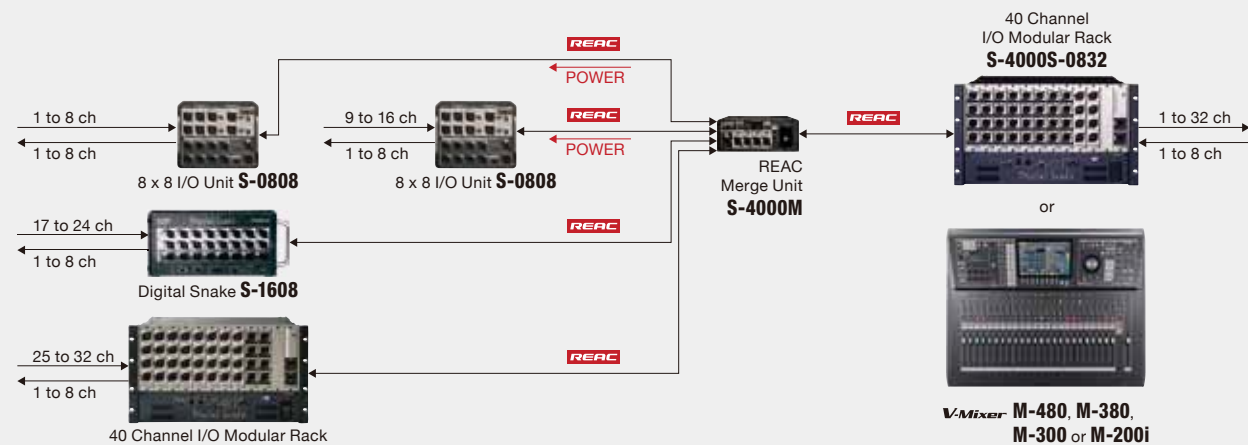 40 Channel
I/O Modular Rack
S-4000S-0832
REAC
POWER
1 to 8 ch
1 to 8 ch
8 x 8 I/O Unit S-0808
9 to 16 ch
1 to 8 ch
8 x 8 I/O Unit S-0808
REAC
POWER
REAC
Merge Unit
S-4000M
REAC
1 to 32 ch
1 to 8 ch
or
17 to 24 ch
1 to 8 ch
Digital Snake S-1608
REAC
25 to 32 ch
1 to 8 ch
40 Channel I/O Modular Rack
REAC
V-Mixer M-480, M-380,
M-300 or M-200i